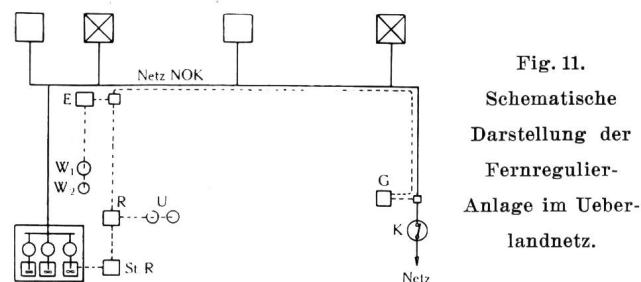 Netz NOK
E
W₁
W₂
R
U
St. R
G
K
Netz
Fig. 11.
Schematische
Darstellung der
Fernregulier-
Anlage im Ueber-
landnetz.